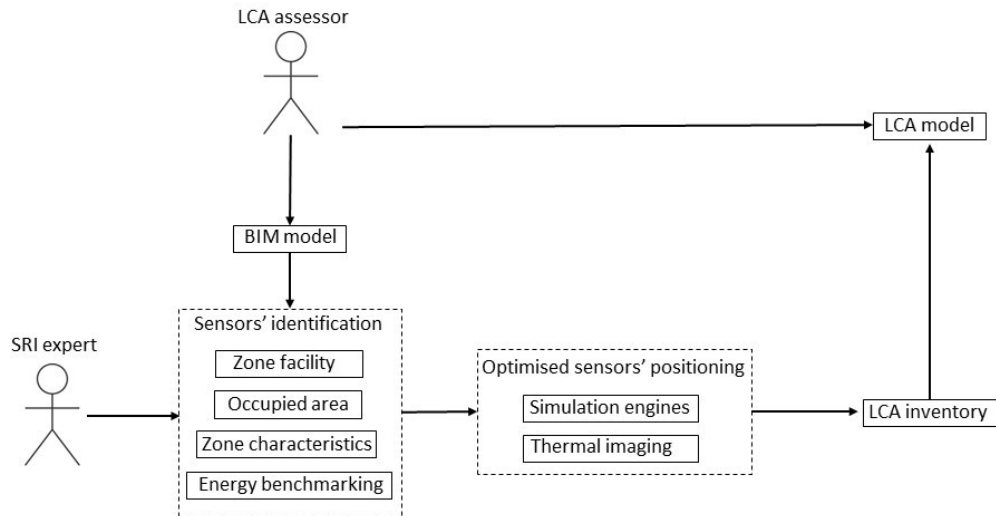 LCA assessor
LCA model
BIM model
Sensors’ identification
SRI expert
Zone facility
Occupied area
Zone characteristics
Energy benchmarking
Optimised sensors’ positioning
Simulation engines
Thermal imaging
LCA inventory